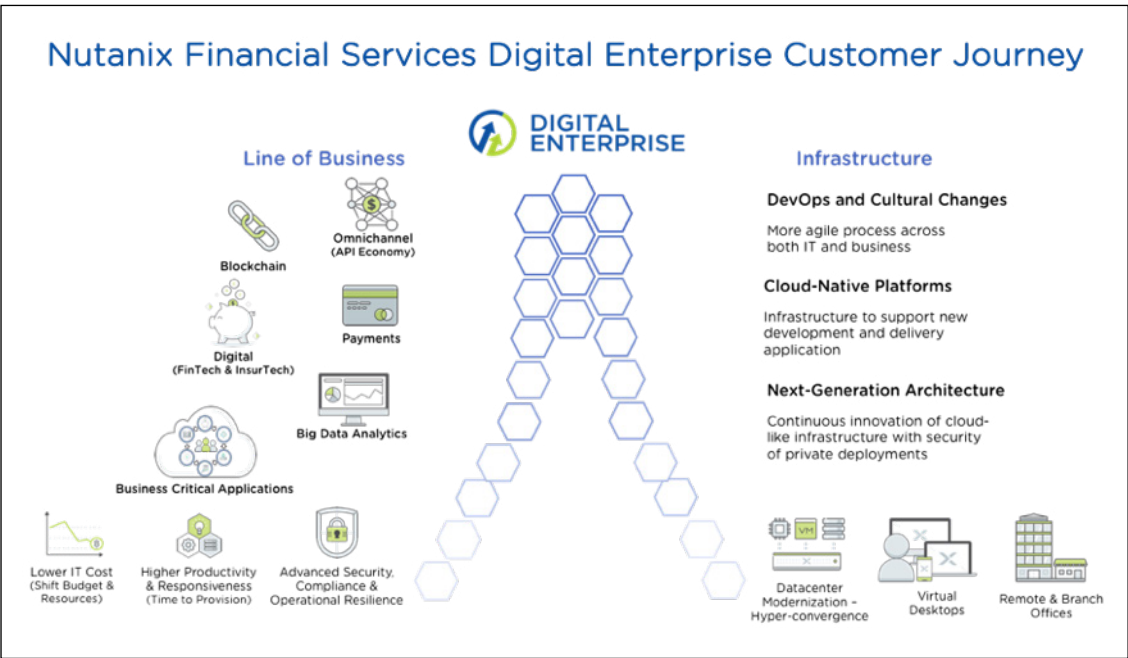 Nutanix Financial Services Digital Enterprise Customer Journey
DIGITAL
ENTERPRISE
Line of Business
Omnichannel
(API Economy)
Blockchain
Payments
Digital
(FinTech & InsurTech)
Big Data Analytics
Business Critical Applications
Lower IT Cost
(Shift Budget &
Resources)
Higher Productivity
& Responsiveness
(Time to Provision)
Advanced Security,
Compliance &
Operational Resilience
Infrastructure
DevOps and Cultural Changes
More agile process across
both IT and business
Cloud-Native Platforms
Infrastructure to support new
development and delivery
application
Next-Generation Architecture
Continuous innovation of cloud-
like infrastructure with security
of private deployments
VM
Datacenter
Modernization –
Hyper-convergence
Virtual
Desktops
Remote & Branch
Offices